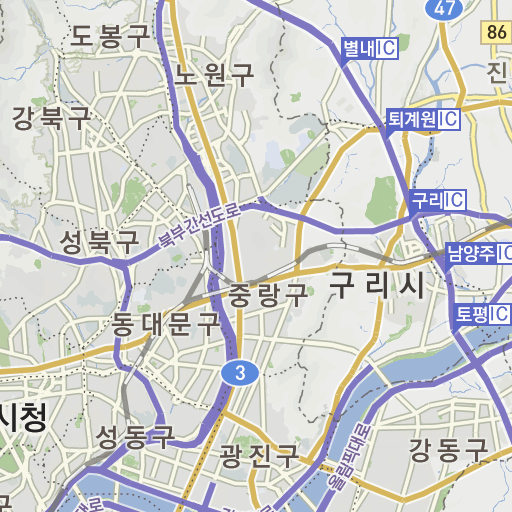 47
86
도봉구
별내IC
노원구
진
강북구
퇴계원IC
구리IC
북부간선도로
성북구
남양주IC
구리시
중랑구
동대문구
토평IC
3
시청
성동구
광진구
올림픽대로
강동구
구
대로